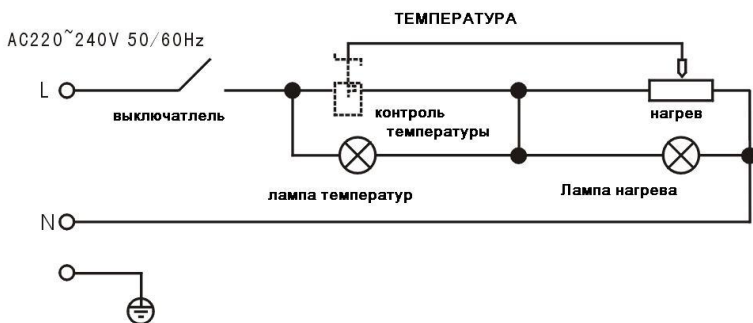 ТЕМПЕРАТУРА
AC220~240V 50/60Hz
L
выключатлель
контроль
температуры
нагрев
лампа температур
Лампа нагрева
N